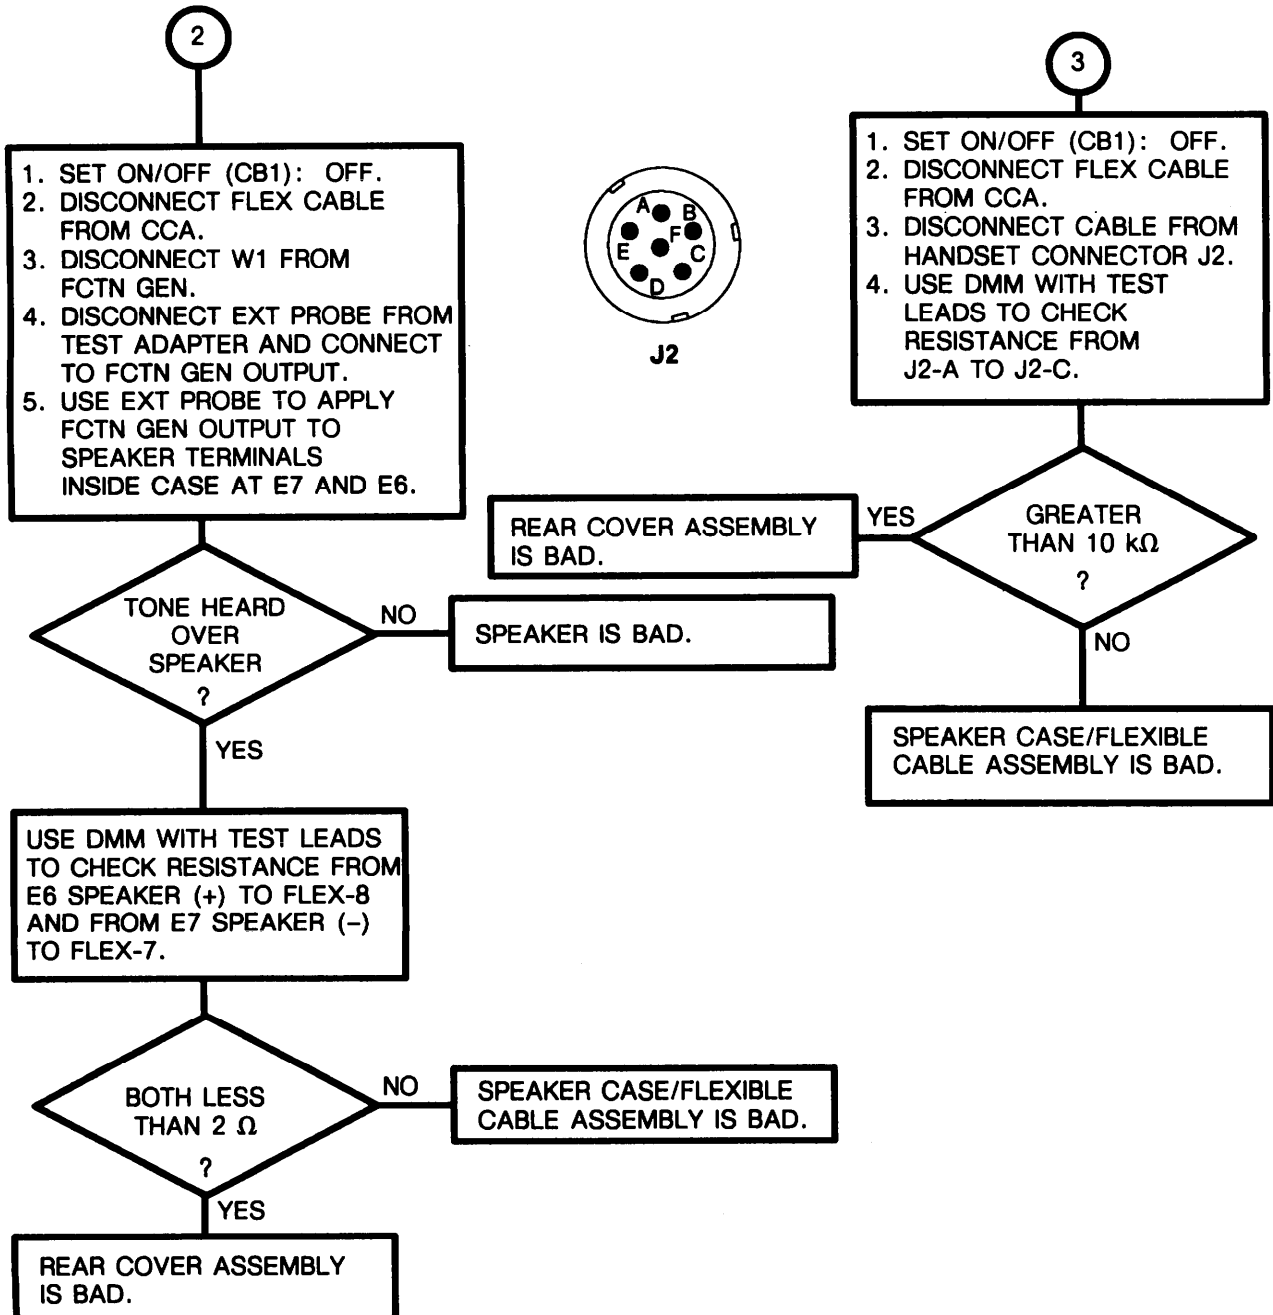 2
1. SET ON/OFF (CB1): OFF.
2. DISCONNECT FLEX CABLE
FROM CCA.
3. DISCONNECT W1 FROM
FCTN GEN.
4. DISCONNECT EXT PROBE FROM
TEST ADAPTER AND CONNECT
TO FCTN GEN OUTPUT.
5. USE EXT PROBE TO APPLY
FCTN GEN OUTPUT TO
SPEAKER TERMINALS
INSIDE CASE AT E7 AND E6.
TONE HEARD
OVER
SPEAKER
?
NO
SPEAKER IS BAD.
YES
USE DMM WITH TEST LEADS
TO CHECK RESISTANCE FROM
E6 SPEAKER (+) TO FLEX-8
AND FROM E7 SPEAKER (–)
TO FLEX-7.
BOTH LESS
THAN 2 Ω
?
NO
SPEAKER CASE/FLEXIBLE
CABLE ASSEMBLY IS BAD.
YES
REAR COVER ASSEMBLY
IS BAD.
A B
E F C
D
J2
3
1. SET ON/OFF (CB1): OFF.
2. DISCONNECT FLEX CABLE
FROM CCA.
3. DISCONNECT CABLE FROM
HANDSET CONNECTOR J2.
4. USE DMM WITH TEST
LEADS TO CHECK
RESISTANCE FROM
J2-A TO J2-C.
GREATER
THAN 10 kΩ
?
YES
REAR COVER ASSEMBLY
IS BAD.
NO
SPEAKER CASE/FLEXIBLE
CABLE ASSEMBLY IS BAD.